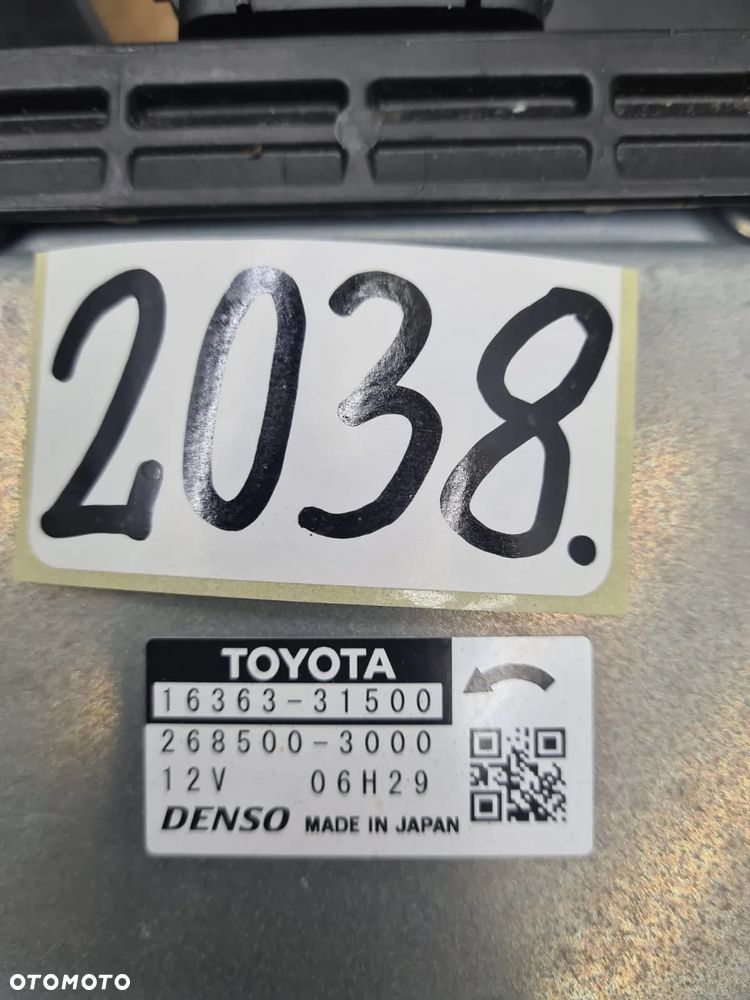 2038.
TOYOTA
16363-31500
268500-3000
12V 06H29
DENSO MADE IN JAPAN
OTOMOTO